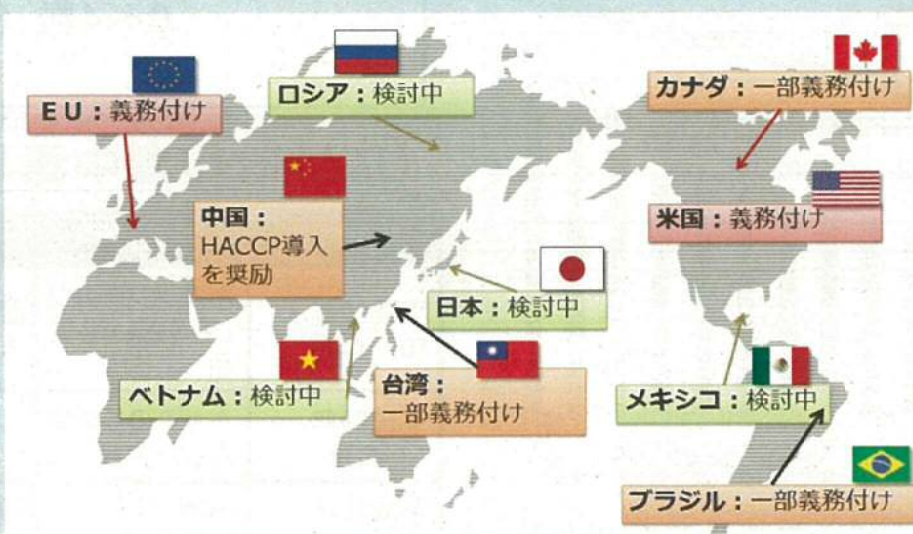 EU：義務付け
ロシア：検討中
カナダ：一部義務付け
中国：
HACCP導入
を奨励
米国：義務付け
日本：検討中
ベトナム：検討中
台湾：
一部義務付け
メキシコ：検討中
ブラジル：一部義務付け